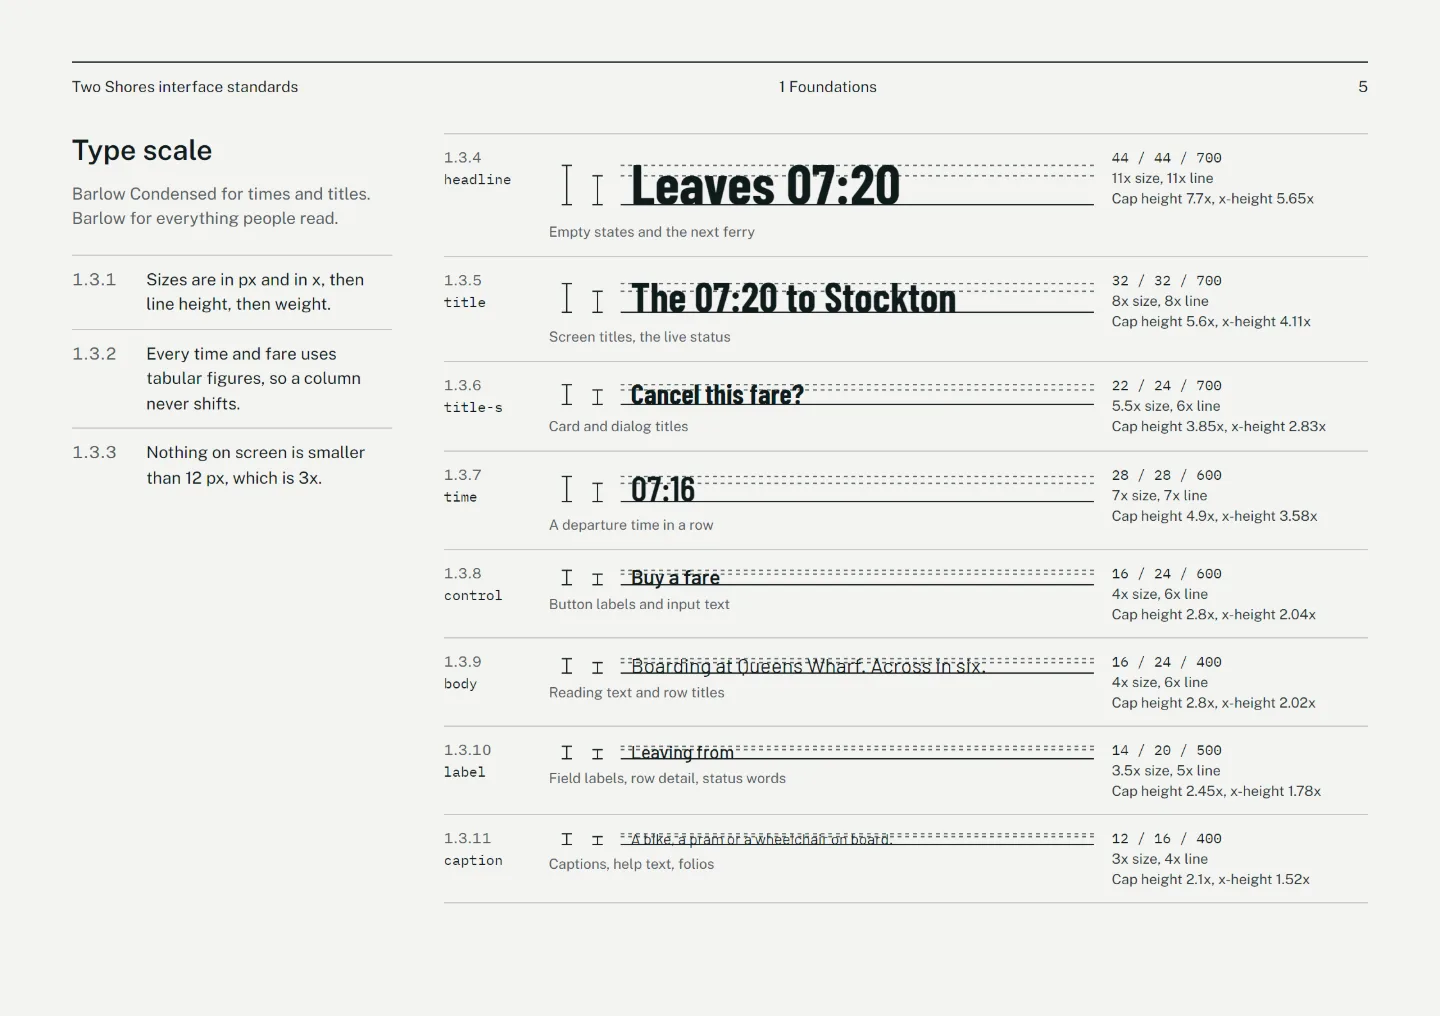 Two Shores interface standards
1 Foundations
5
Type scale
Barlow Condensed for times and titles.
Barlow for everything people read.
1.3.1 Sizes are in px and in x, then
line height, then weight.
1.3.2 Every time and fare uses
tabular figures, so a column
never shifts.
1.3.3 Nothing on screen is smaller
than 12 px, which is 3x.
1.3.4
headline
Leaves 07:20
Empty states and the next ferry
44 / 44 / 700
11x size, 11x line
Cap height 7.7x, x-height 5.65x
1.3.5
title
The 07:20 to Stockton
Screen titles, the live status
32 / 32 / 700
8x size, 8x line
Cap height 5.6x, x-height 4.11x
1.3.6
title-s
Cancel this fare?
Card and dialog titles
22 / 24 / 700
5.5x size, 6x line
Cap height 3.85x, x-height 2.83x
1.3.7
time
07:16
A departure time in a row
28 / 28 / 600
7x size, 7x line
Cap height 4.9x, x-height 3.58x
1.3.8
control
Buy a fare
Button labels and input text
16 / 24 / 600
4x size, 6x line
Cap height 2.8x, x-height 2.04x
1.3.9
body
Boarding at Queens Wharf. Across in six.
Reading text and row titles
16 / 24 / 400
4x size, 6x line
Cap height 2.8x, x-height 2.02x
1.3.10
label
Leaving from
Field labels, row detail, status words
14 / 20 / 500
3.5x size, 5x line
Cap height 2.45x, x-height 1.78x
1.3.11
caption
A bike, a pram or a wheelchair on board.
Captions, help text, folios
12 / 16 / 400
3x size, 4x line
Cap height 2.1x, x-height 1.52x